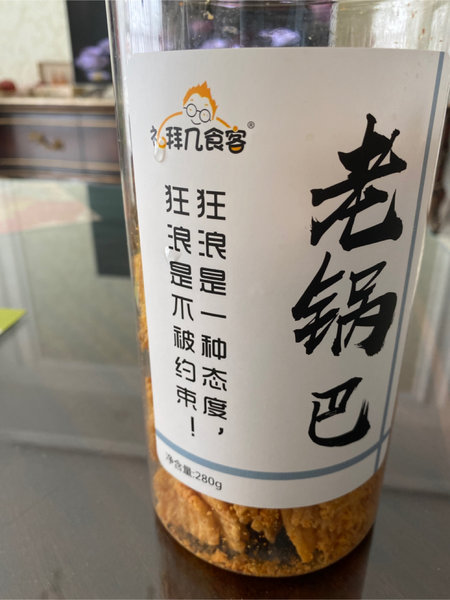 礼拜几食客®
老锅巴
狂浪是一种态度，
狂浪是不被约束！
净含量:280g